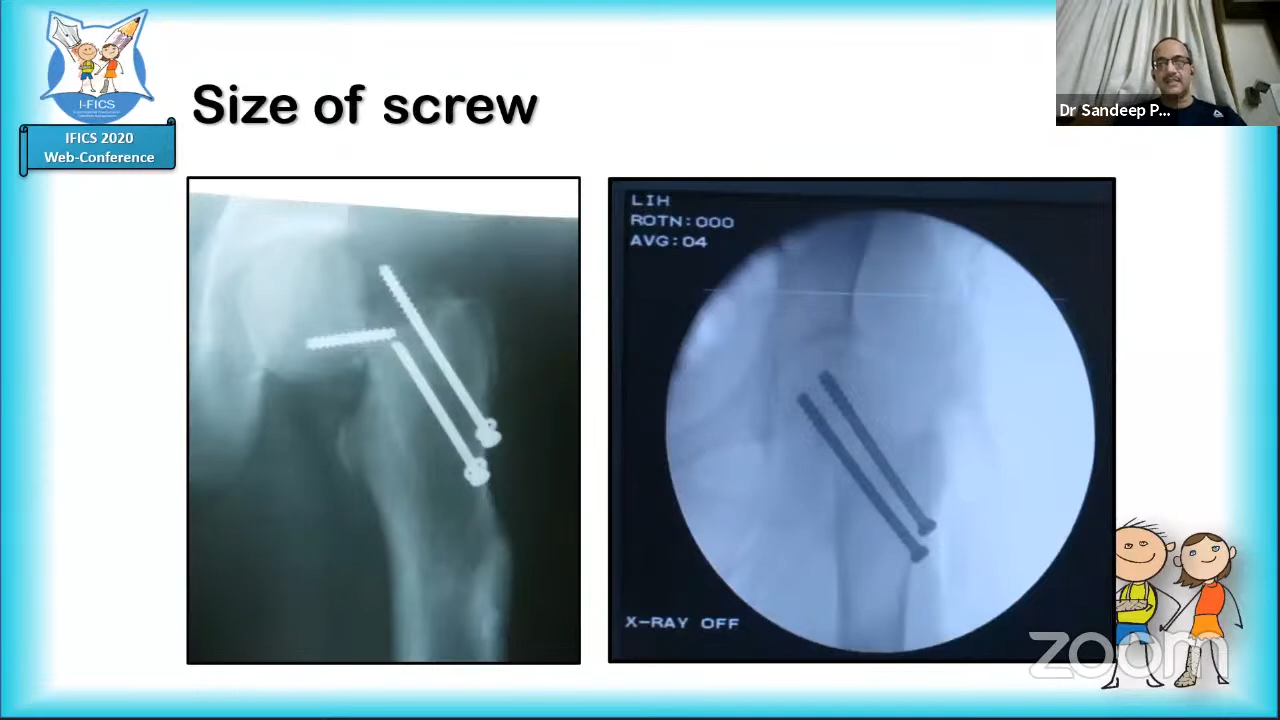 I-FICS
IFICS 2020
Web-Conference
Size of screw
Dr Sandeep P...
LIH
ROTN:000
AVG:04
X-RAY OFF
zoom